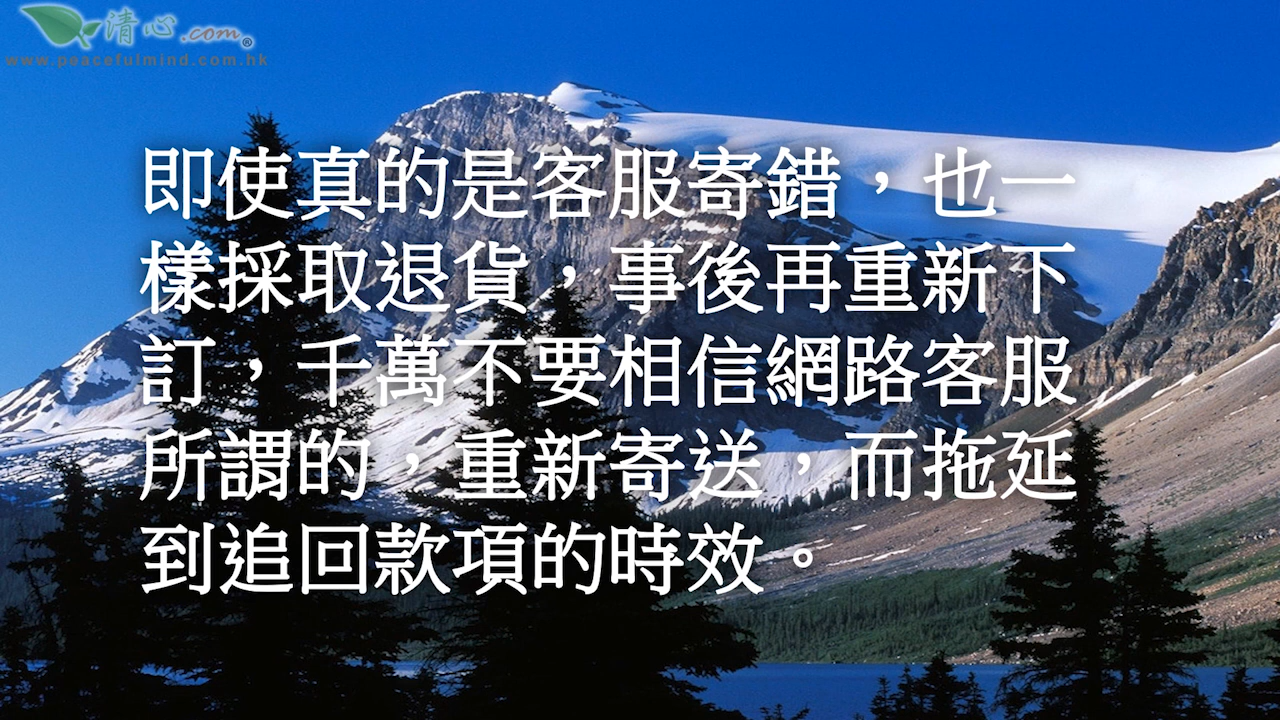 清心.com®
www.peacefulmind.com.hk
即使真的是客服寄錯，也一
樣採取退貨，事後再重新下
訂，千萬不要相信網路客服
所謂的，重新寄送，而拖延
到追回款項的時效。